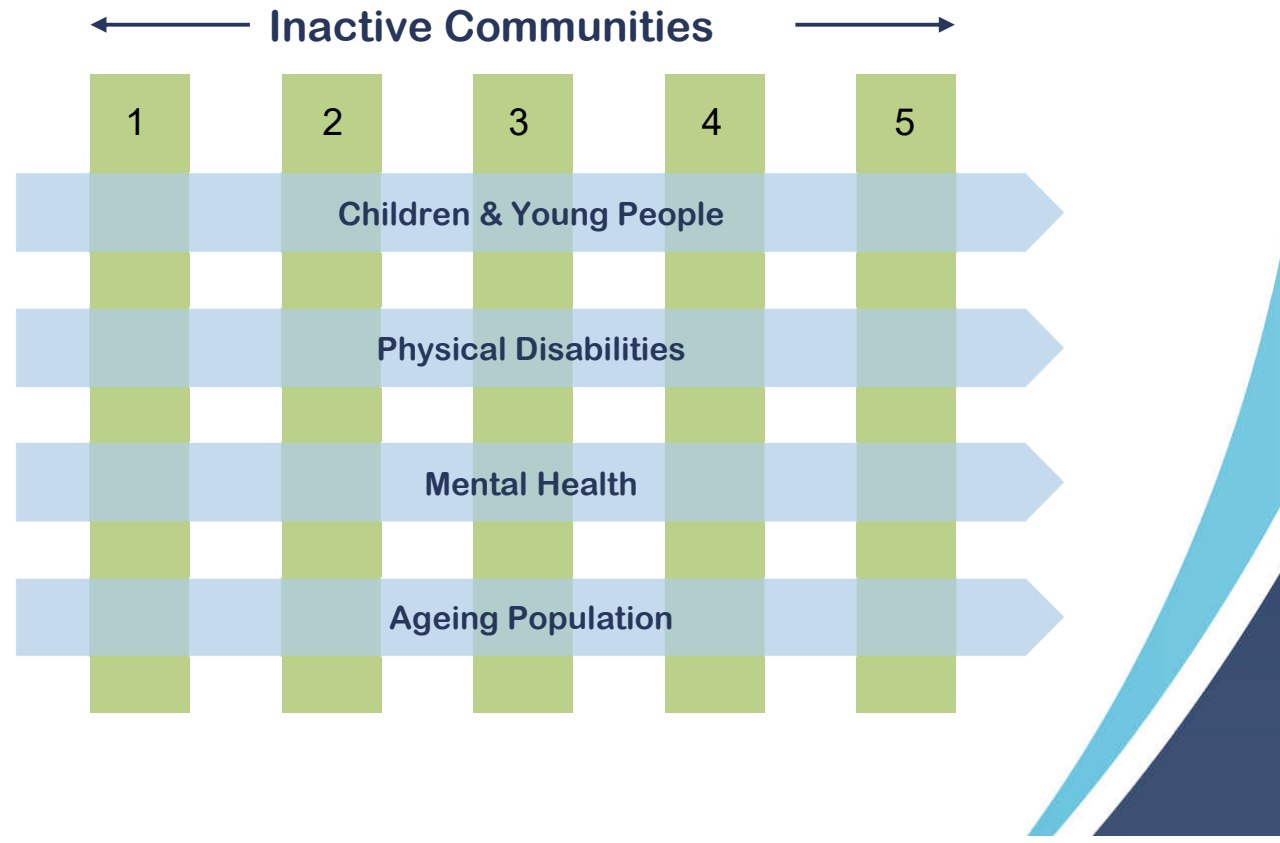 Inactive Communities
1 2 3 4 5
Children & Young People
Physical Disabilities
Mental Health
Ageing Population